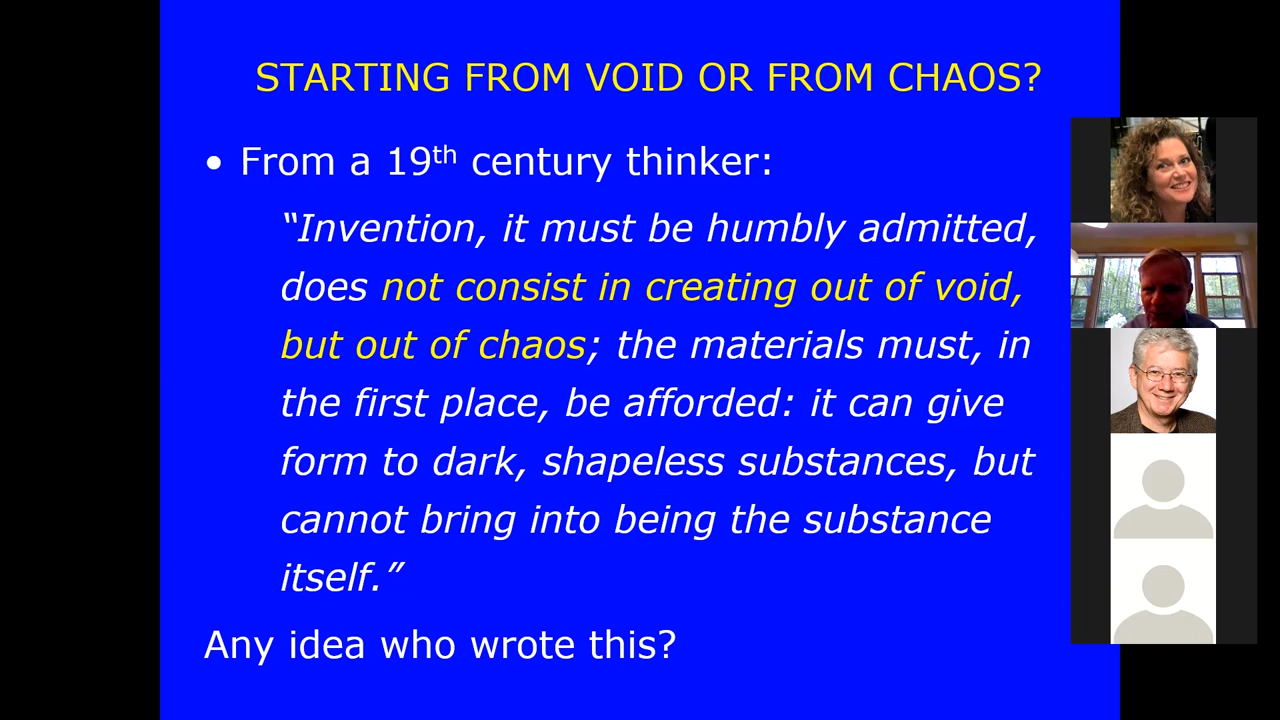 STARTING FROM VOID OR FROM CHAOS?
• From a 19th century thinker:
“Invention, it must be humbly admitted,
does not consist in creating out of void,
but out of chaos; the materials must, in
the first place, be afforded: it can give
form to dark, shapeless substances, but
cannot bring into being the substance
itself.”
Any idea who wrote this?